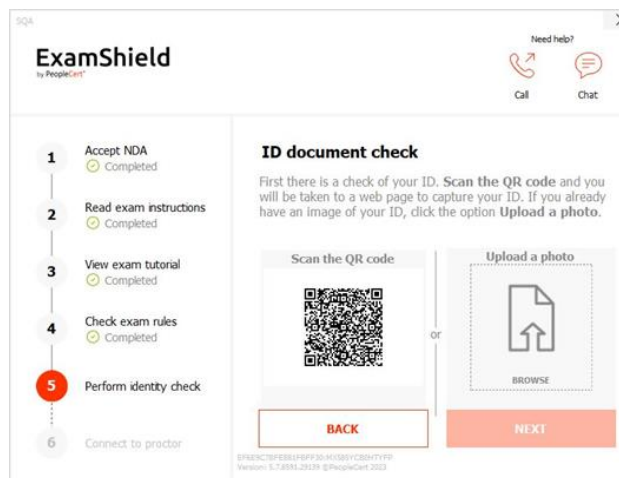 SQA
ExamShield
by PeopleCert
Need help?
Call
Chat
1
Accept NDA
Completed
2
Read exam instructions
Completed
3
View exam tutorial
Completed
4
Check exam rules
Completed
5
Perform identity check
6
Connect to proctor
ID document check
First there is a check of your ID. Scan the QR code and you
will be taken to a web page to capture your ID. If you already
have an image of your ID, click the option Upload a photo.
Scan the QR code
or
Upload a photo
BROWSE
BACK
NEXT
©PeopleCert 2023